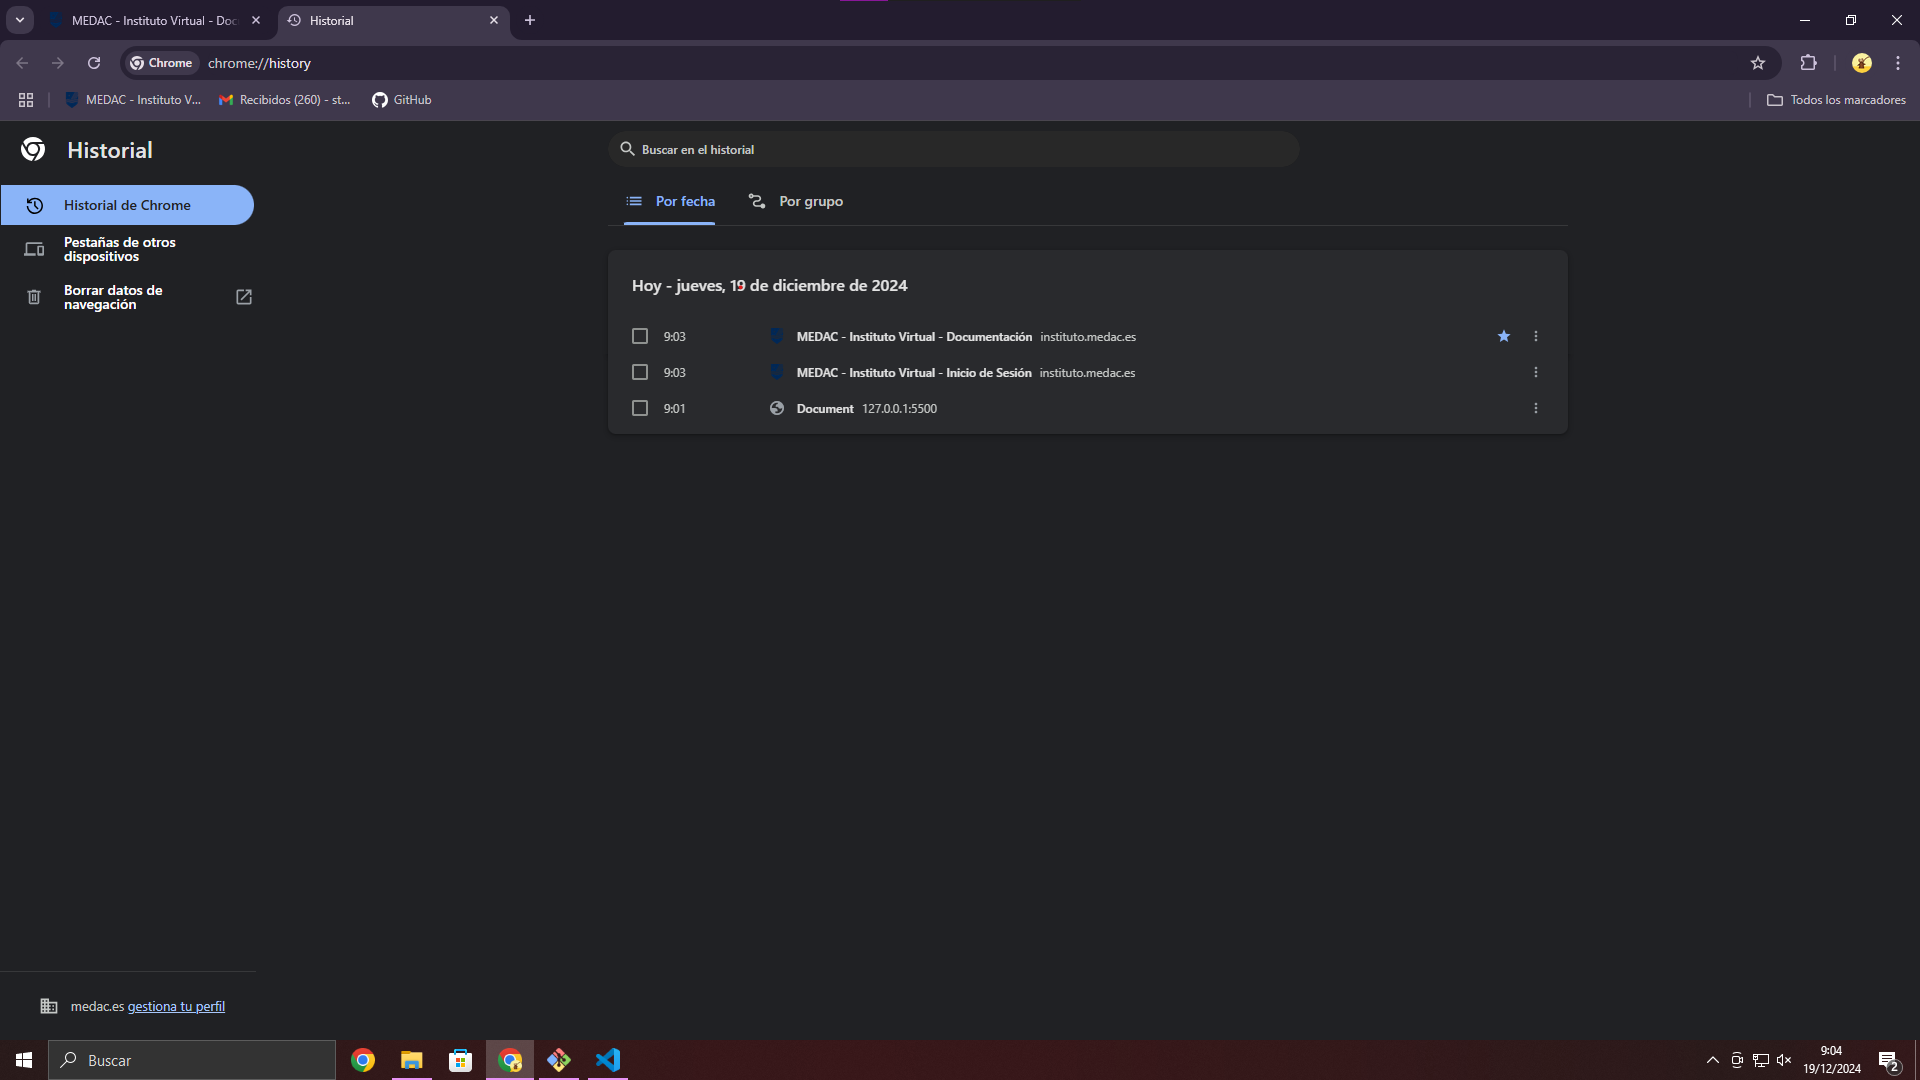 MEDAC - Instituto Virtual - Doc
Historial
Chrome
chrome://history
MEDAC - Instituto V...
Recibidos (260) - st...
GitHub
Todos los marcadores
Historial
Buscar en el historial
Historial de Chrome
Pestañas de otros
dispositivos
Borrar datos de
navegación
Por fecha
Por grupo
Hoy - jueves, 19 de diciembre de 2024
9:03 MEDAC - Instituto Virtual - Documentación instituto.medac.es
9:03 MEDAC - Instituto Virtual - Inicio de Sesión instituto.medac.es
9:01 Document 127.0.0.1:5500
medac.es gestiona tu perfil
Buscar
9:04
19/12/2024
2